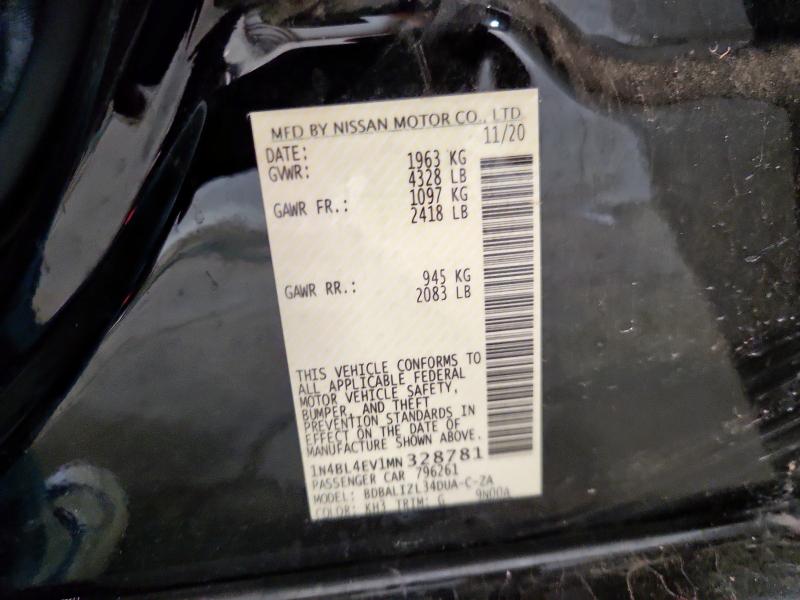 MFD BY NISSAN MOTOR CO., LTD
DATE: 11/20
GVWR: 1963 KG
4328 LB
GAWR FR.: 1097 KG
2418 LB
GAWR RR.: 945 KG
2083 LB
THIS VEHICLE CONFORMS TO
ALL APPLICABLE FEDERAL
MOTOR VEHICLE SAFETY,
BUMPER, AND THEFT
PREVENTION STANDARDS IN
EFFECT ON THE DATE OF
MANUFACTURE SHOWN ABOVE.
1N4BL4EV1MN 328781
PASSENGER CAR 796261
MODEL: BDBALIZL34DUA-C-ZA
COLOR: KH3 TRIM: G 9N00A